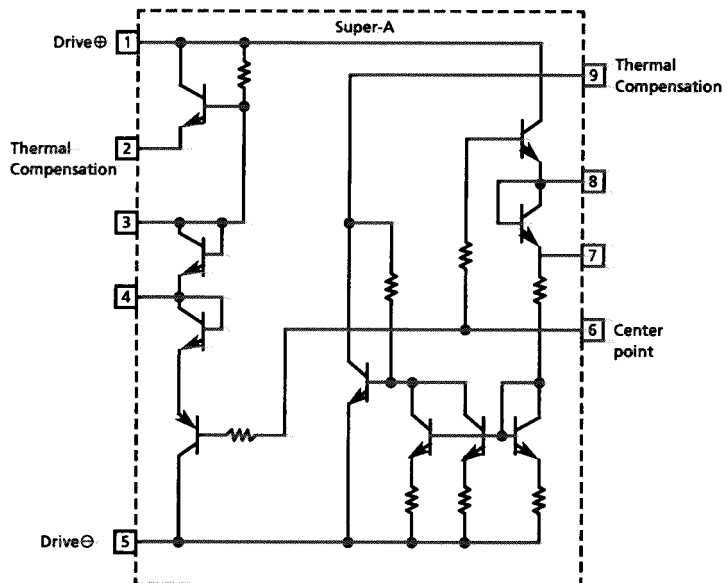 Super-A
Drive⊕ 1
9 Thermal
Compensation
Thermal 2
Compensation
8
3
7
4
6 Center
point
Drive⊖ 5